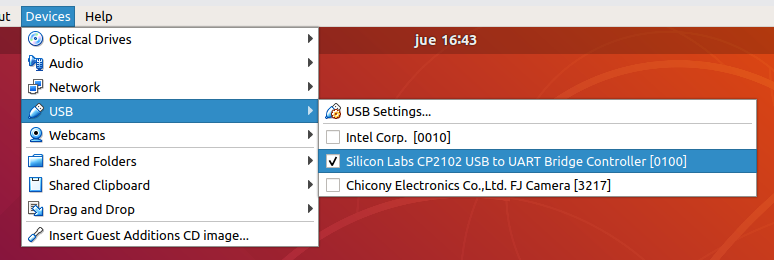 ut Devices Help
jue 16:43
Optical Drives
Audio
Network
USB
USB Settings...
Webcams
Intel Corp. [0010]
Shared Folders
Silicon Labs CP2102 USB to UART Bridge Controller [0100]
Shared Clipboard
Chicony Electronics Co.,Ltd. FJ Camera [3217]
Drag and Drop
Insert Guest Additions CD image...